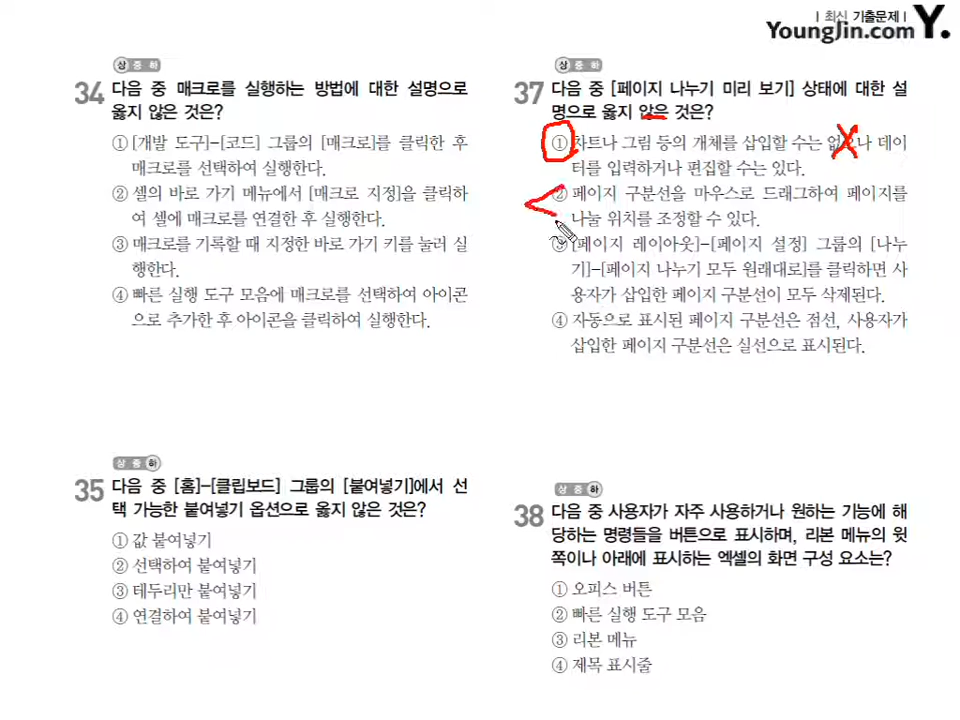 | 최신 기출문제 |
YoungJin.com Y.
상 중 하
34 다음 중 매크로를 실행하는 방법에 대한 설명으로
옳지 않은 것은?
① [개발 도구]-[코드] 그룹의 [매크로]를 클릭한 후
매크로를 선택하여 실행한다.
② 셀의 바로 가기 메뉴에서 [매크로 지정]을 클릭하
여 셀에 매크로를 연결한 후 실행한다.
③ 매크로를 기록할 때 지정한 바로 가기 키를 눌러 실
행한다.
④ 빠른 실행 도구 모음에 매크로를 선택하여 아이콘
으로 추가한 후 아이콘을 클릭하여 실행한다.
상 중 하
35 다음 중 [홈]-[클립보드] 그룹의 [붙여넣기]에서 선
택 가능한 붙여넣기 옵션으로 옳지 않은 것은?
① 값 붙여넣기
② 선택하여 붙여넣기
③ 테두리만 붙여넣기
④ 연결하여 붙여넣기
상 중 하
37 다음 중 [페이지 나누기 미리 보기] 상태에 대한 설
명으로 옳지 않은 것은?
① 차트나 그림 등의 개체를 삽입할 수는 없으나 데이
터를 입력하거나 편집할 수는 있다.
② 페이지 구분선을 마우스로 드래그하여 페이지를
나눌 위치를 조정할 수 있다.
③ [페이지 레이아웃]-[페이지 설정] 그룹의 [나누
기]-[페이지 나누기 모두 원래대로]를 클릭하면 사
용자가 삽입한 페이지 구분선이 모두 삭제된다.
④ 자동으로 표시된 페이지 구분선은 점선, 사용자가
삽입한 페이지 구분선은 실선으로 표시된다.
상 중 하
38 다음 중 사용자가 자주 사용하거나 원하는 기능에 해
당하는 명령들을 버튼으로 표시하며, 리본 메뉴의 윗
쪽이나 아래에 표시하는 엑셀의 화면 구성 요소는?
① 오피스 버튼
② 빠른 실행 도구 모음
③ 리본 메뉴
④ 제목 표시줄